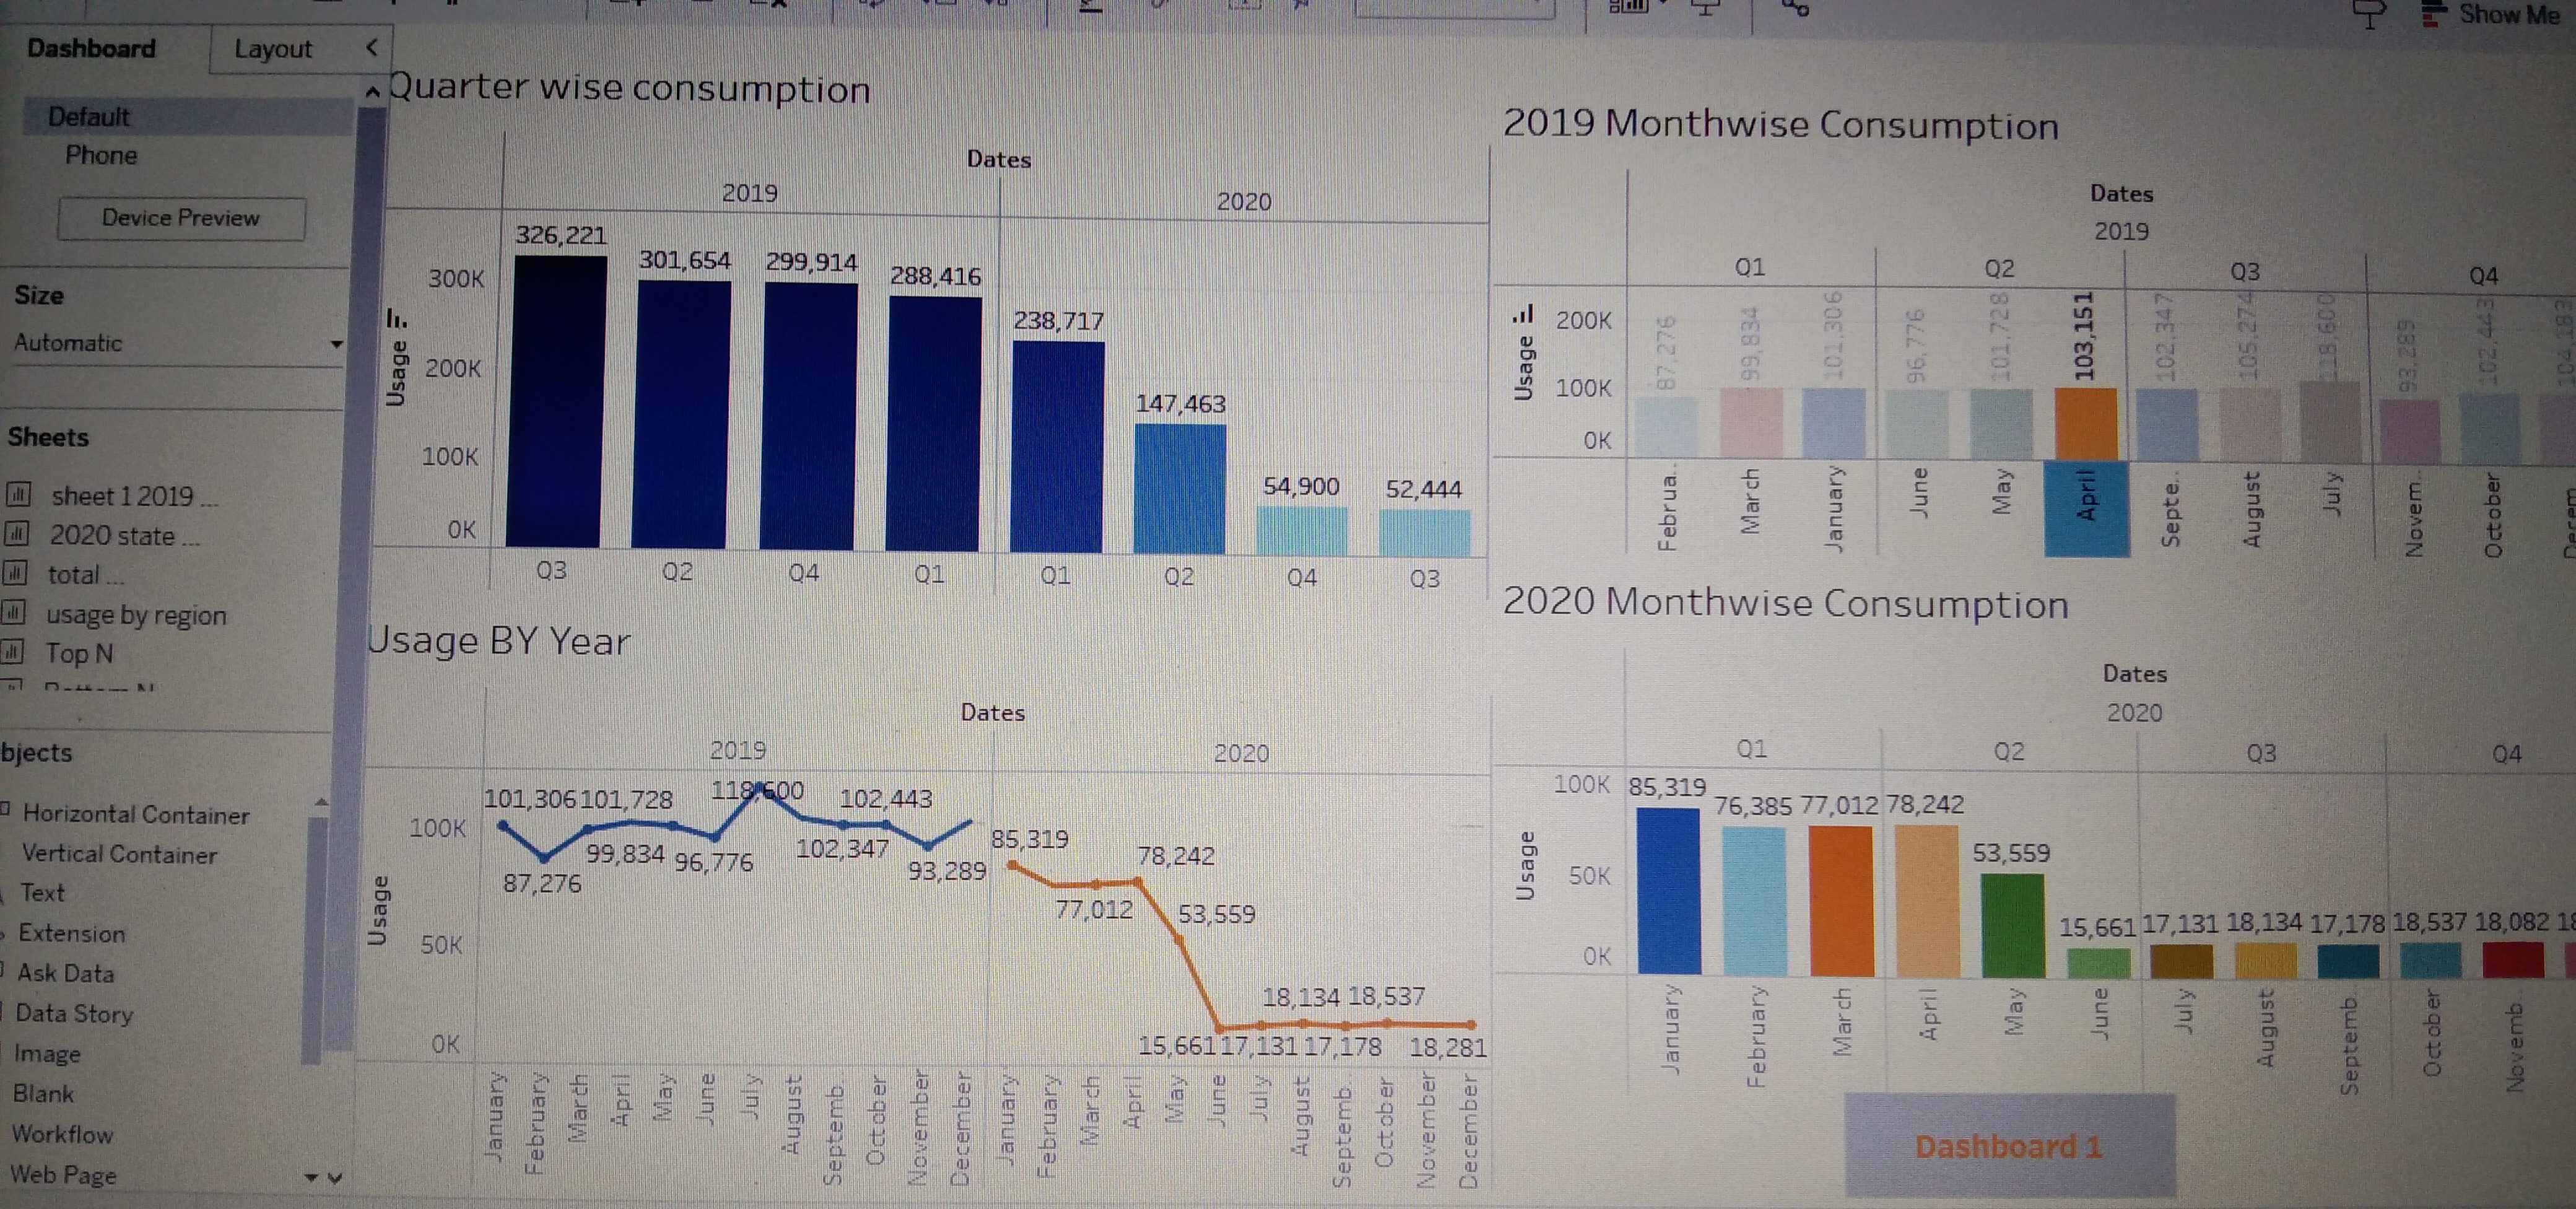 Show Me
Dashboard
Layout
Default
Phone
Device Preview
Size
Automatic
Sheets
sheet 1 2019 ...
2020 state ...
total ...
usage by region
Top N
bjects
Horizontal Container
Vertical Container
Text
Extension
Ask Data
Data Story
Image
Blank
Workflow
Web Page
Quarter wise consumption
Dates
2019 2020
Usage
300K
200K
100K
0K
326,221 301,654 299,914 288,416 238,717 147,463 54,900 52,444
Q3 Q2 Q4 Q1 Q1 Q2 Q4 Q3
2019 Monthwise Consumption
Dates
2019
Q1 Q2 Q3 Q4
Usage
200K
100K
0K
87,276 99,834 101,306 96,776 101,728 103,151 102,347 105,274 118,600 93,289 102,443 104,183
Februa.. March January June May April Septe.. August July Novem.. October
Usage BY Year
Dates
2019 2020
Usage
100K
50K
0K
101,306 101,728 118,600 102,443
99,834 96,776 102,347 93,289
87,276
85,319 78,242
77,012 53,559
18,134 18,537
15,661 17,131 17,178 18,281
January February March April May June July August Septemb.. October November December January February March April May June July August Septemb.. October November December
2020 Monthwise Consumption
Dates
2020
Q1 Q2 Q3 Q4
Usage
100K
50K
0K
85,319 76,385 77,012 78,242 53,559 15,661 17,131 18,134 17,178 18,537 18,082
January February March April May June July August Septemb.. October Novemb..
Dashboard 1